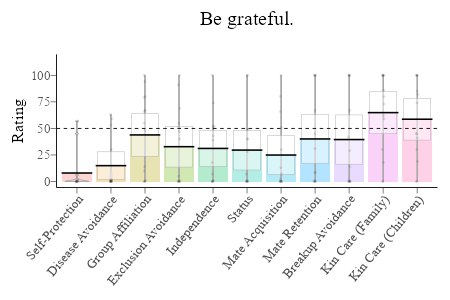 Be grateful.
Rating
100
75
50
25
0
Self-Protection
Disease Avoidance
Group Affiliation
Exclusion Avoidance
Independence
Status
Mate Acquisition
Mate Retention
Breakup Avoidance
Kin Care (Family)
Kin Care (Children)